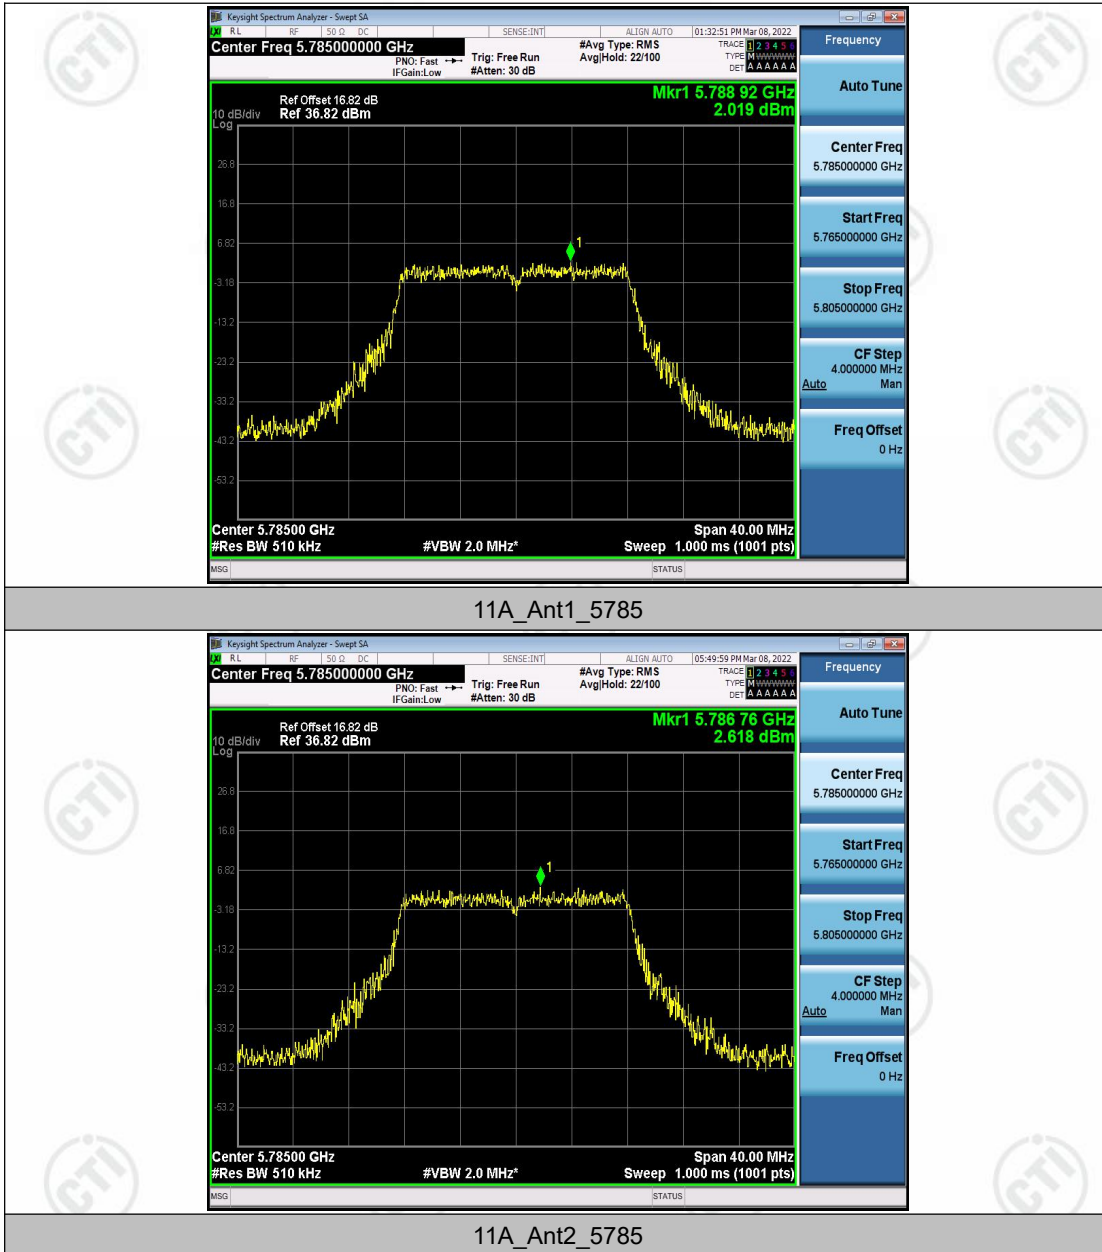 Keysight Spectrum Analyzer - Swept SA
LXI RL RF 50 Ω DC SENSE:INT ALIGN AUTO 01:32:51 PM Mar 08, 2022
Center Freq 5.785000000 GHz
PNO: Fast
IFGain:Low
Trig: Free Run
#Atten: 30 dB
#Avg Type: RMS
Avg|Hold: 22/100
TRACE 1 2 3 4 5 6
TYPE M W W W W W
DET A A A A A A
Mkr1 5.788 92 GHz
2.019 dBm
Ref Offset 16.82 dB
10 dB/div Ref 36.82 dBm
Log
26.8
16.8
6.82
-3.18
-13.2
-23.2
-33.2
-43.2
-53.2
1
Center 5.78500 GHz Span 40.00 MHz
#Res BW 510 kHz #VBW 2.0 MHz* Sweep 1.000 ms (1001 pts)
MSG STATUS
Frequency
Auto Tune
Center Freq
5.785000000 GHz
Start Freq
5.765000000 GHz
Stop Freq
5.805000000 GHz
CF Step
4.000000 MHz
Auto Man
Freq Offset
0 Hz
11A_Ant1_5785
Keysight Spectrum Analyzer - Swept SA
LXI RL RF 50 Ω DC SENSE:INT ALIGN AUTO 05:49:59 PM Mar 08, 2022
Center Freq 5.785000000 GHz
PNO: Fast
IFGain:Low
Trig: Free Run
#Atten: 30 dB
#Avg Type: RMS
Avg|Hold: 22/100
TRACE 1 2 3 4 5 6
TYPE M W W W W W
DET A A A A A A
Mkr1 5.786 76 GHz
2.618 dBm
Ref Offset 16.82 dB
10 dB/div Ref 36.82 dBm
Log
26.8
16.8
6.82
-3.18
-13.2
-23.2
-33.2
-43.2
-53.2
1
Center 5.78500 GHz Span 40.00 MHz
#Res BW 510 kHz #VBW 2.0 MHz* Sweep 1.000 ms (1001 pts)
MSG STATUS
Frequency
Auto Tune
Center Freq
5.785000000 GHz
Start Freq
5.765000000 GHz
Stop Freq
5.805000000 GHz
CF Step
4.000000 MHz
Auto Man
Freq Offset
0 Hz
11A_Ant2_5785
CTI
CTI
CTI
CTI
CTI
CTI
CTI
CTI